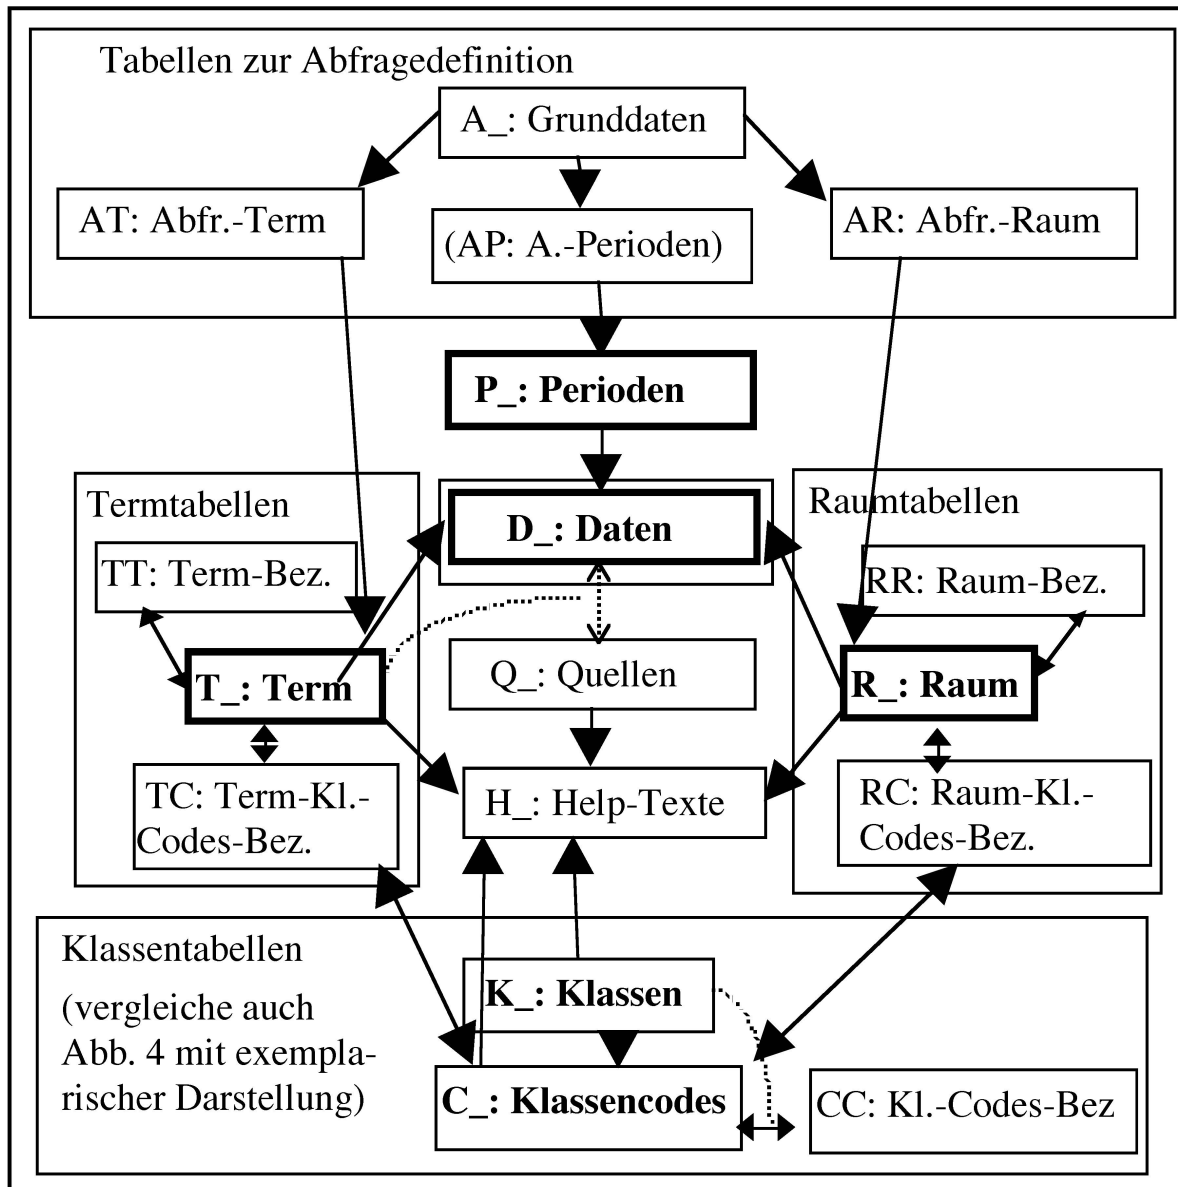 Tabellen zur Abfragedefinition
A_: Grunddaten
AT: Abfr.-Term
(AP: A.-Perioden)
AR: Abfr.-Raum
P_: Perioden
Termtabellen
D_: Daten
Raumtabellen
TT: Term-Bez.
RR: Raum-Bez.
T_: Term
Q_: Quellen
R_: Raum
TC: Term-Kl.-
Codes-Bez.
H_: Help-Texte
RC: Raum-Kl.-
Codes-Bez.
Klassentabellen
(vergleiche auch
Abb. 4 mit exempla-
rischer Darstellung)
K_: Klassen
C_: Klassencodes
CC: Kl.-Codes-Bez